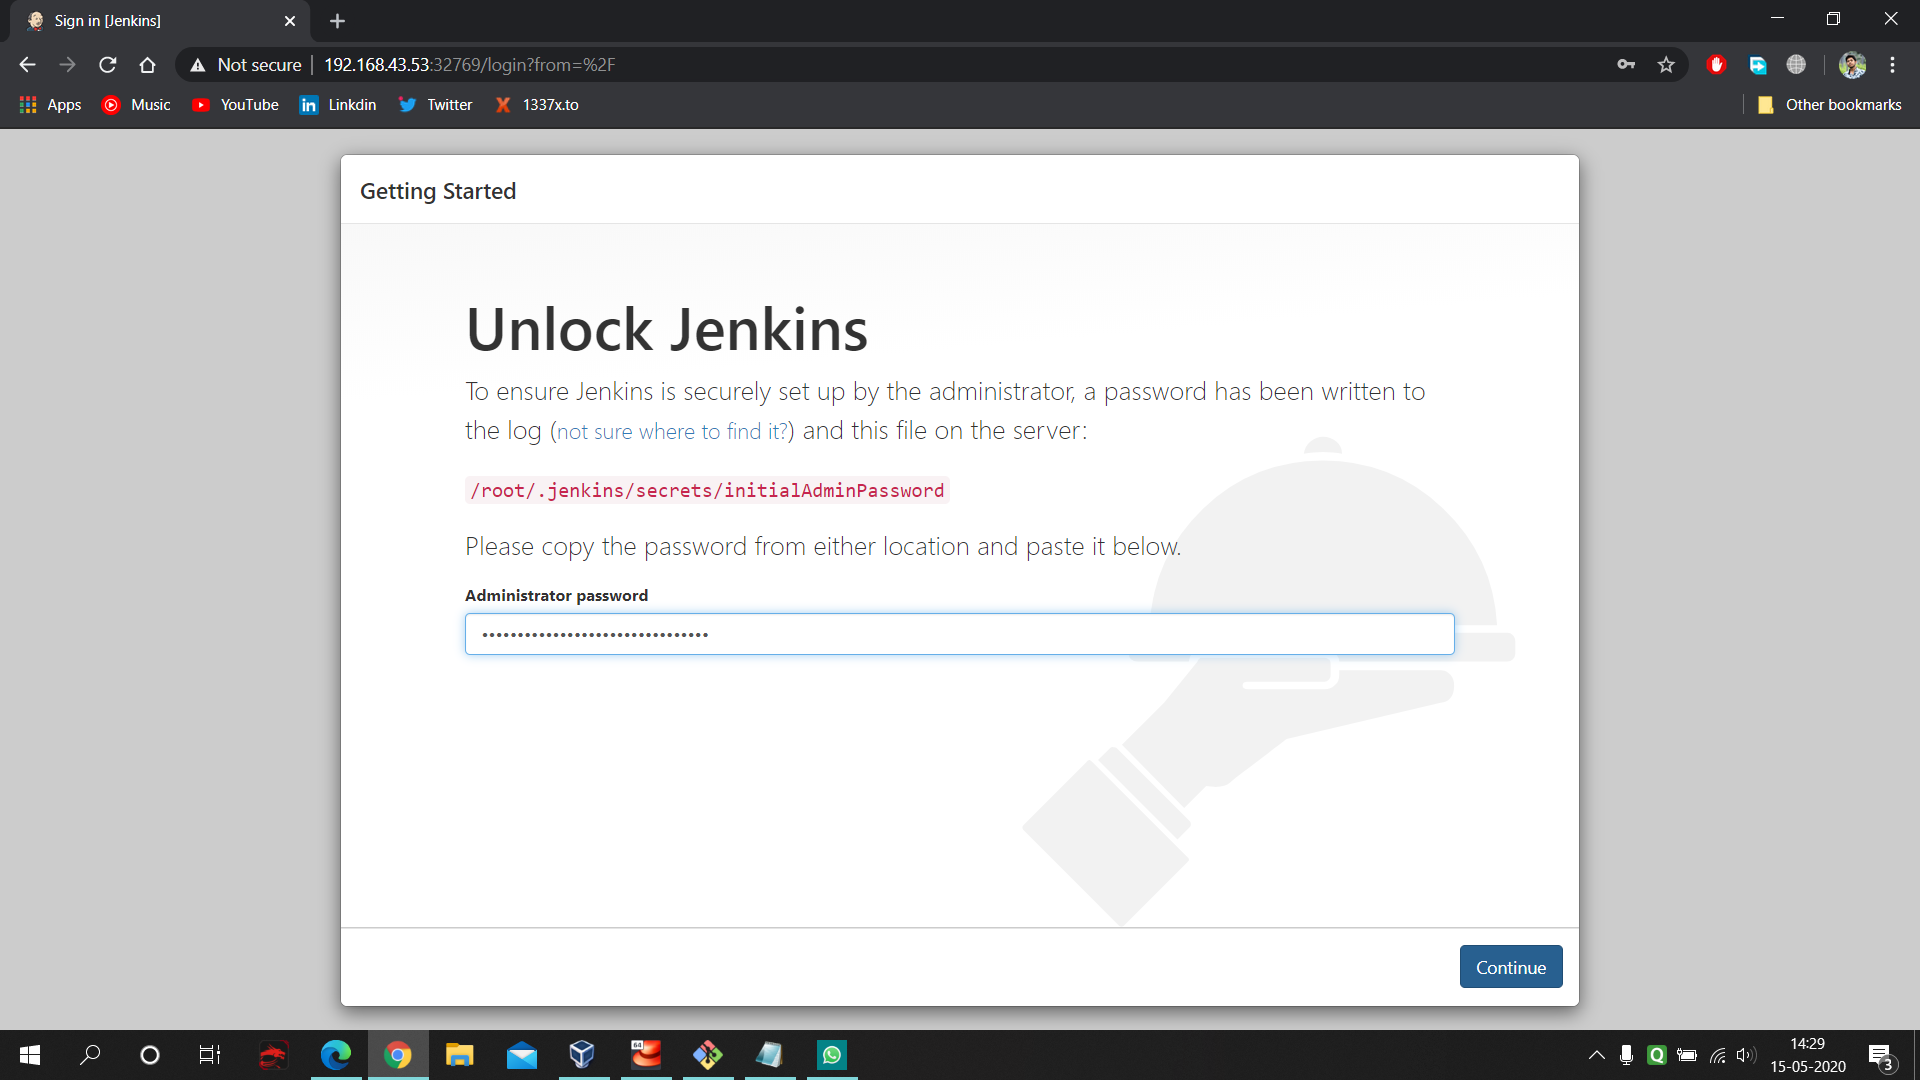 Sign in [Jenkins]
Not secure
192.168.43.53:32769/login?from=%2F
Apps
Music
YouTube
in
Linkdin
Twitter
X
1337x.to
Other bookmarks
Getting Started
Unlock Jenkins
To ensure Jenkins is securely set up by the administrator, a password has been written to
the log (not sure where to find it?) and this file on the server:
/root/.jenkins/secrets/initialAdminPassword
Please copy the password from either location and paste it below.
Administrator password
••••••••••••••••••••••••••••••••
Continue
64
Q
14:29
15-05-2020
3